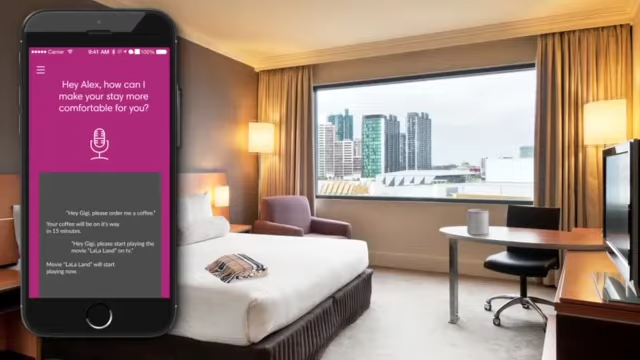 Carrier 9:41 AM 100%
Hey Alex, how can I
make your stay more
comfortable for you?
"Hey Gigi, please order me a coffee."
Your coffee will be on it's way
in 15 minutes.
"Hey Gigi, please start playing the
movie "LaLa Land" on tv."
Movie "LaLa Land" will start
playing now.